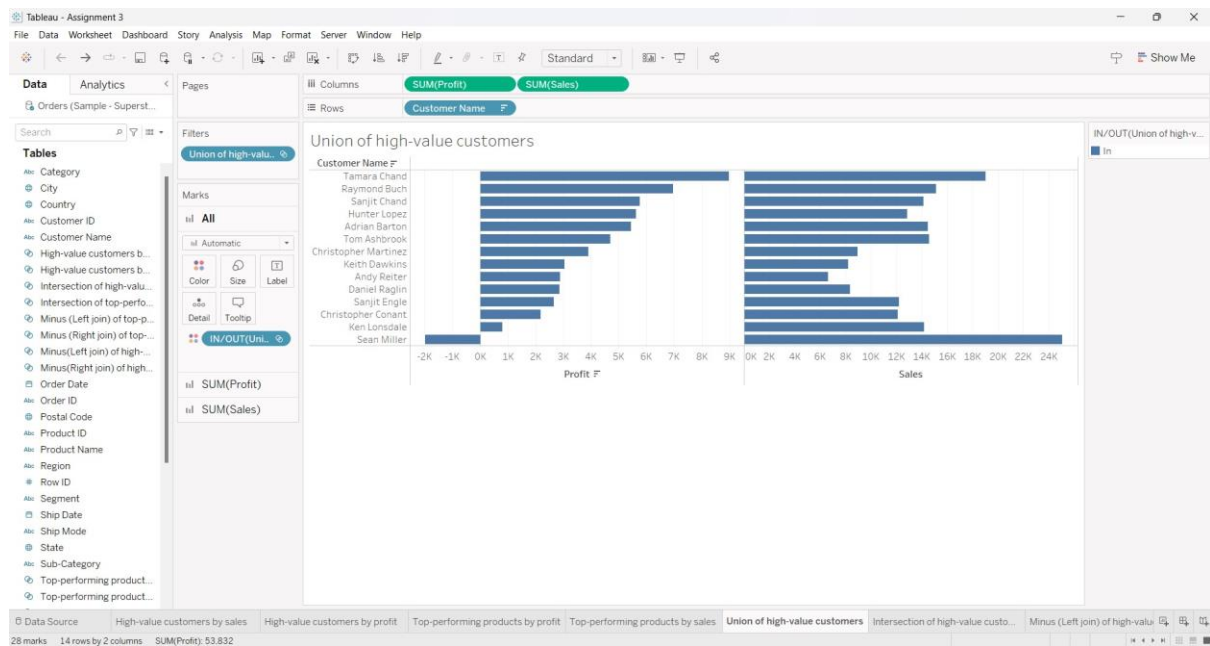 Tableau - Assignment 3
File Data Worksheet Dashboard Story Analysis Map Format Server Window Help
Standard
Show Me
Data Analytics
Orders (Sample - Superst...
Search
Tables
Abc Category
City
Country
Abc Customer ID
Abc Customer Name
High-value customers b...
High-value customers b...
Intersection of high-valu...
Intersection of top-perfo...
Minus (Left join) of top-p...
Minus (Right join) of top-...
Minus(Left join) of high-...
Minus(Right join) of high...
Order Date
Abc Order ID
Postal Code
Abc Product ID
Abc Product Name
Abc Region
# Row ID
Abc Segment
Ship Date
Abc Ship Mode
State
Abc Sub-Category
Top-performing product...
Top-performing product...
Pages
Filters
Union of high-valu..
Marks
All
Automatic
Color Size Label
Detail Tooltip
IN/OUT(Uni..
SUM(Profit)
SUM(Sales)
Columns SUM(Profit) SUM(Sales)
Rows Customer Name
Union of high-value customers
Customer Name
Tamara Chand
Raymond Buch
Sanjit Chand
Hunter Lopez
Adrian Barton
Tom Ashbrook
Christopher Martinez
Keith Dawkins
Andy Reiter
Daniel Raglin
Sanjit Engle
Christopher Conant
Ken Lonsdale
Sean Miller
-2K -1K 0K 1K 2K 3K 4K 5K 6K 7K 8K 9K 0K 2K 4K 6K 8K 10K 12K 14K 16K 18K 20K 22K 24K
Profit Sales
IN/OUT(Union of high-v...
In
Data Source High-value customers by sales High-value customers by profit Top-performing products by profit Top-performing products by sales Union of high-value customers Intersection of high-value custo... Minus (Left join) of high-valu
28 marks 14 rows by 2 columns SUM(Profit): 53,832